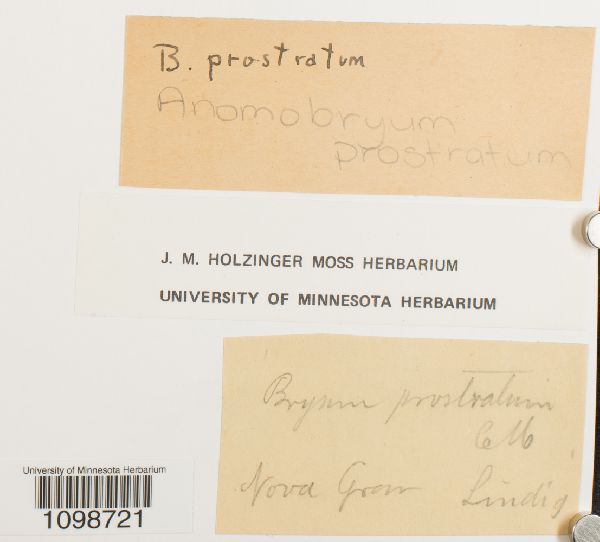 B. prostratum
Anomobryum
prostratum
J. M. HOLZINGER MOSS HERBARIUM
UNIVERSITY OF MINNESOTA HERBARIUM
Bryum prostratum
CM
Nova Gran Lindig
University of Minnesota Herbarium
1098721